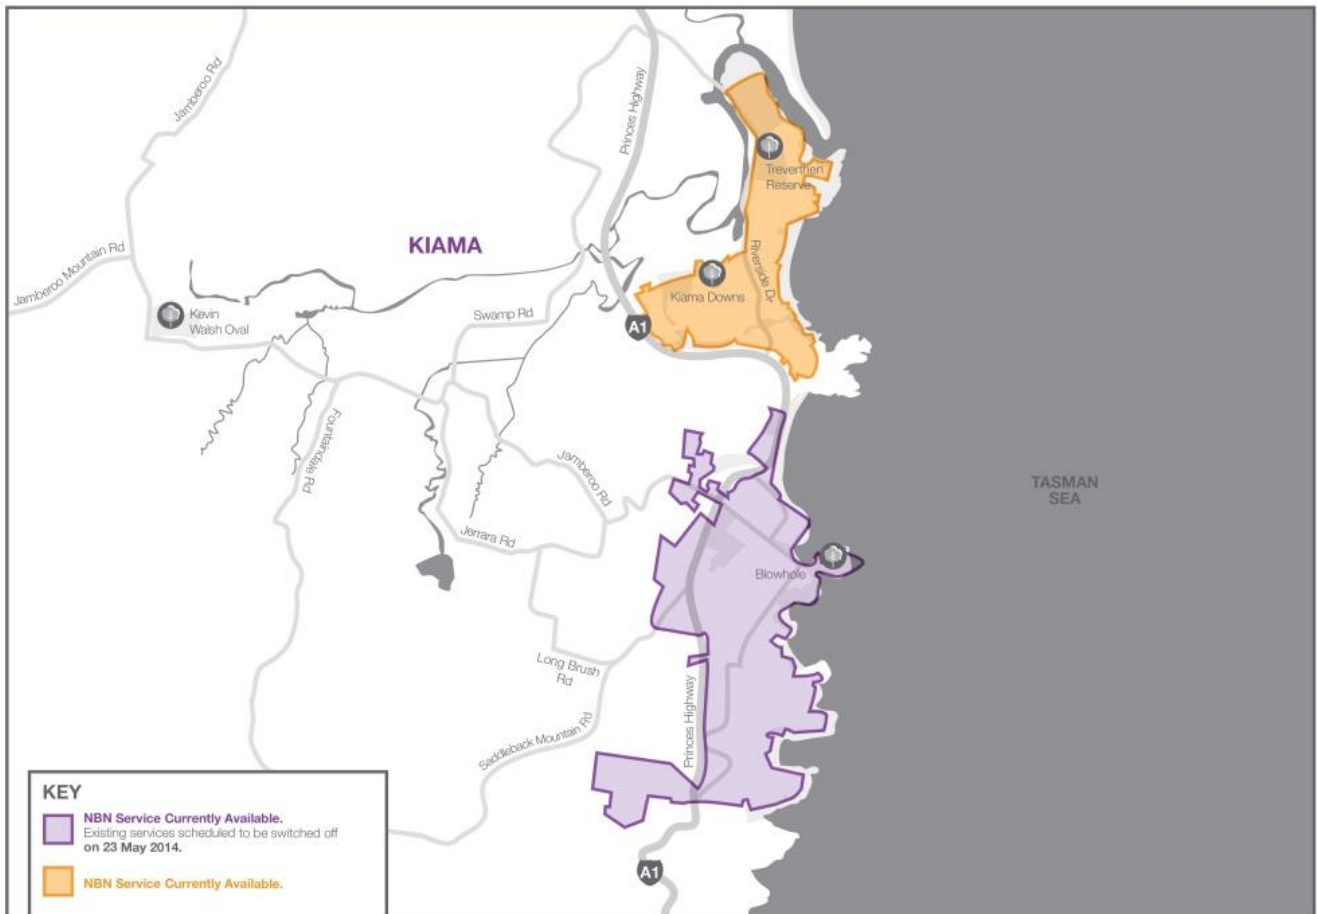 Jamberoo Rd
Princes Highway
Treverthen
Reserve
KIAMA
Jamberoo Mountain Rd
Riverside Dr
Kiama Downs
Kevin
Walsh Oval
Swamp Rd
A1
Fountaindale Rd
Jamberoo Rd
TASMAN
SEA
Jerrara Rd
Blowhole
Long Brush
Rd
Princes Highway
Saddleback Mountain Rd
KEY
NBN Service Currently Available.
Existing services scheduled to be switched off
on 23 May 2014.
A1
NBN Service Currently Available.